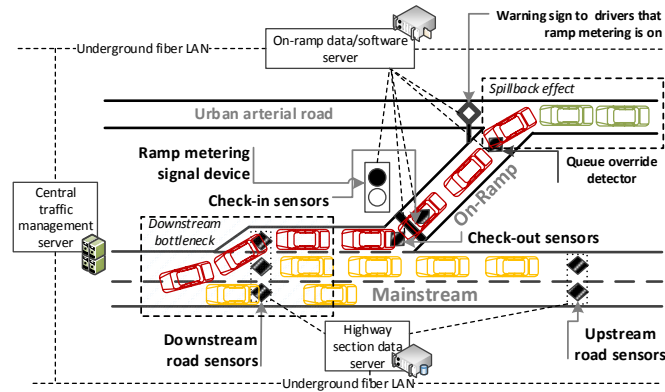 Warning sign to drivers that
ramp metering is on
On-ramp data/software
server
Underground fiber LAN
Spillback effect
Urban arterial road
Ramp metering
signal device
Queue override
detector
Check-in sensors
On-Ramp
Central
traffic
management
server
Downstream
bottleneck
Check-out sensors
Mainstream
Downstream
road sensors
Highway
section data
server
Upstream
road sensors
Underground fiber LAN